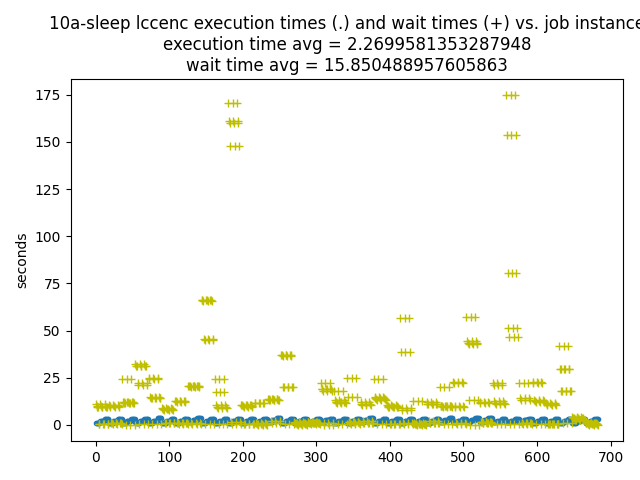 10a-sleep lccenc execution times (.) and wait times (+) vs. job instance
execution time avg = 2.2699581353287948
wait time avg = 15.850488957605863
175
150
125
100
75
50
25
0
seconds
0 100 200 300 400 500 600 700